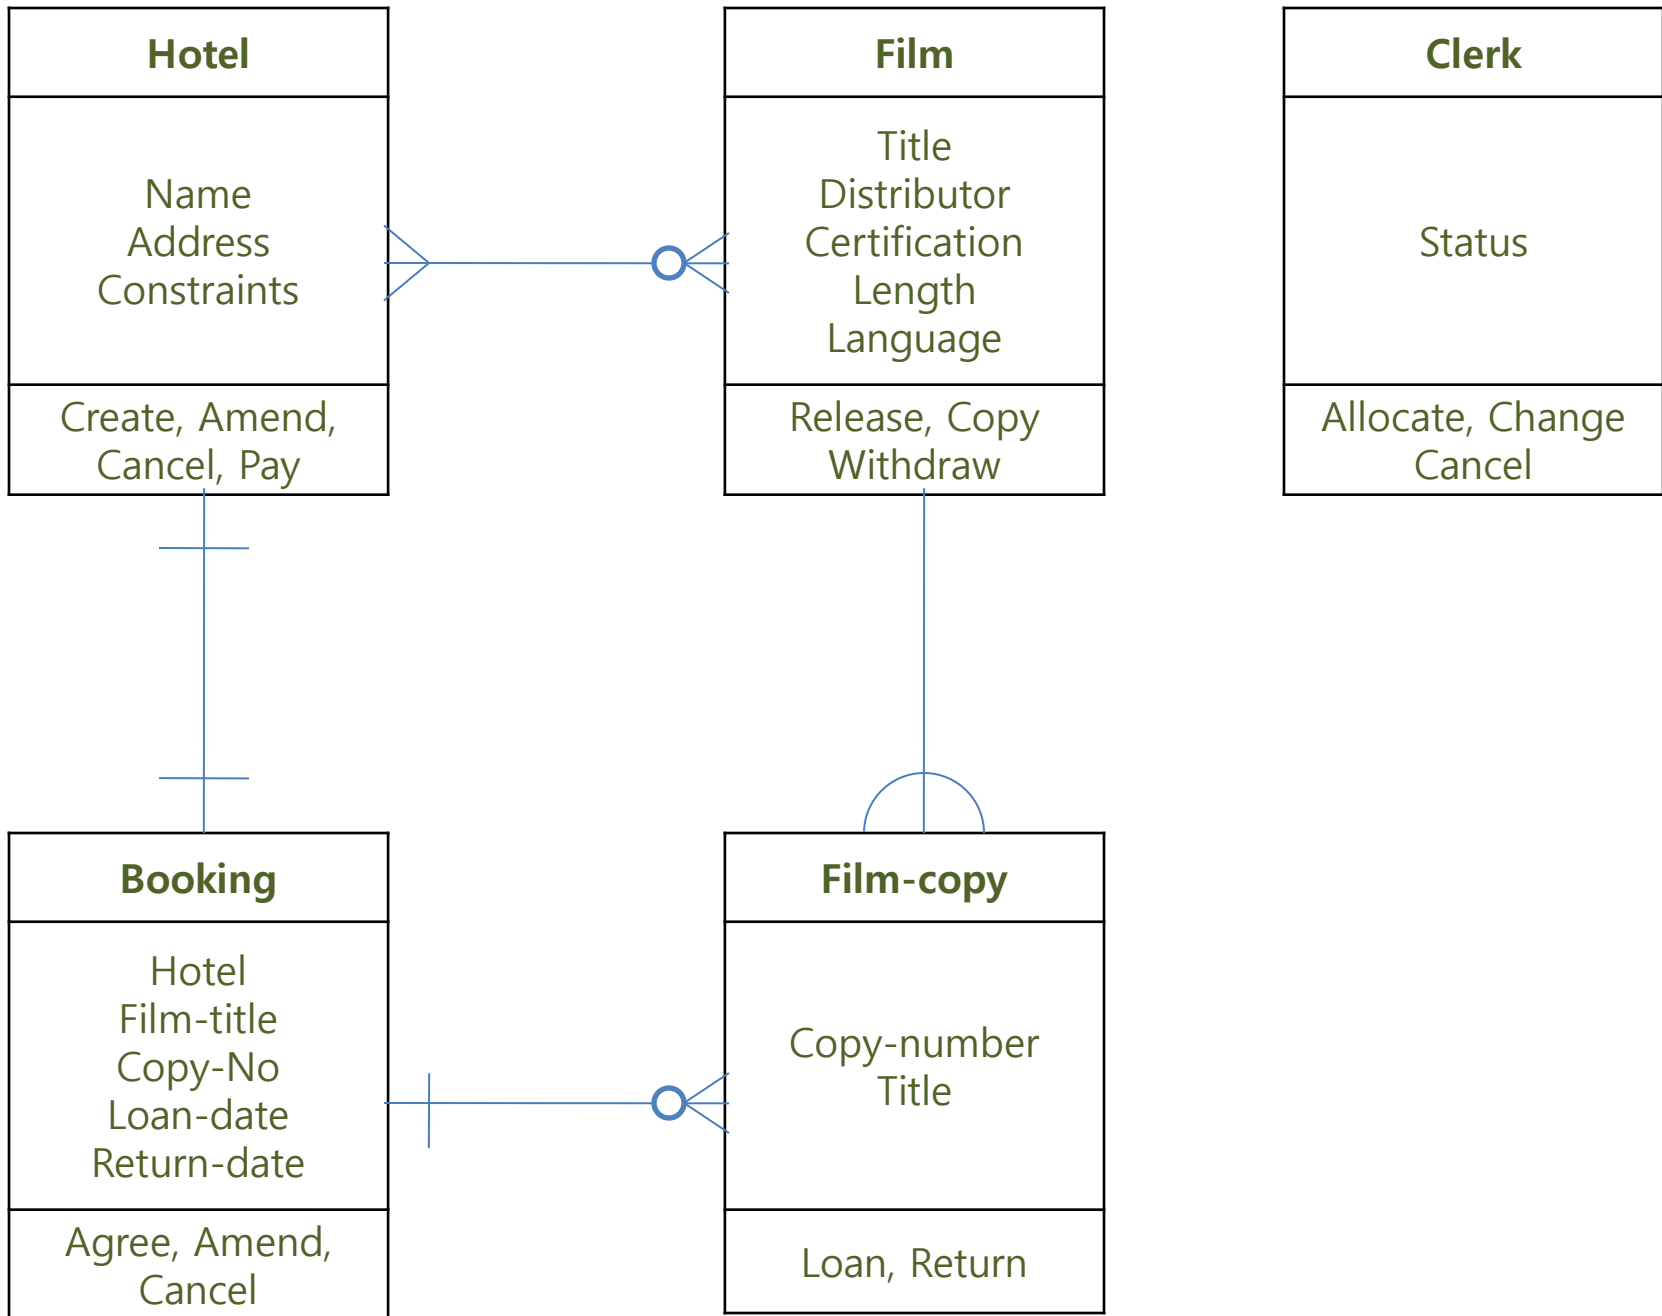 Hotel
Name
Address
Constraints
Create, Amend,
Cancel, Pay
Film
Title
Distributor
Certification
Length
Language
Release, Copy
Withdraw
Clerk
Status
Allocate, Change
Cancel
Booking
Hotel
Film-title
Copy-No
Loan-date
Return-date
Agree, Amend,
Cancel
Film-copy
Copy-number
Title
Loan, Return